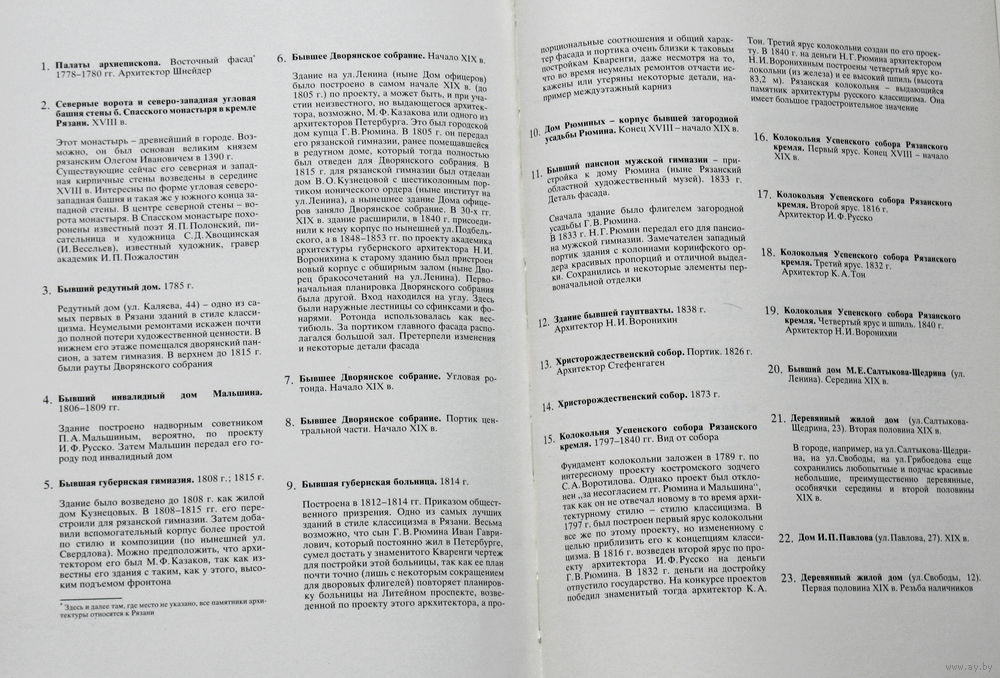 1. Палаты архиепископа. Восточный фасад*
1778–1780 гг. Архитектор Шнейдер
2. Северные ворота и северо-западная угловая
башня стены б. Спасского монастыря в кремле
Рязани. XVIII в.
Этот монастырь – древнейший в городе. Воз-
можно, он был основан великим князем
рязанским Олегом Ивановичем в 1390 г.
Существующие сейчас его северная и запад-
ная кирпичные стены возведены в середине
XVIII в. Интересны по форме угловая северо-
западная башня и такая же у южного конца за-
падной стены. В центре северной стены – во-
рота монастыря. В Спасском монастыре похо-
ронены известный поэт Я.П.Полонский, пи-
сательница и художница С.Д.Хвощинская
(И.Весеньев), известный художник, гравер
академик И.П.Пожалостин
3. Бывший редутный дом. 1785 г.
Редутный дом (ул. Каляева, 44) – одно из са-
мых первых в Рязани зданий в стиле класси-
цизма. Неумелыми ремонтами искажен почти
до полной потери художественной ценности. В
нижнем его этаже помещался дворянский пан-
сион, а затем гимназия. В верхнем до 1815 г.
были рауты Дворянского собрания
4. Бывший инвалидный дом Мальшина.
1806–1809 гг.
Здание построено надворным советником
П.А.Мальшиным, вероятно, по проекту
И.Ф.Русско. Затем Мальшин передал его го-
роду под инвалидный дом
5. Бывшая губернская гимназия. 1808 г.; 1815 г.
Здание было возведено до 1808 г. как жилой
дом Кузнецовых. В 1808–1815 гг. его пере-
строили для рязанской гимназии. Затем доба-
вили вспомогательный корпус более простой
по стилю и композиции (по нынешней ул.
Свердлова). Можно предположить, что архи-
тектором его был М.Ф.Казаков, так как из-
вестны его здания с таким, как у этого, высо-
ким подъемом фронтона
* Здесь и далее там, где место не указано, все памятники архи-
тектуры относятся к Рязани
6. Бывшее Дворянское собрание. Начало XIX в.
Здание на ул.Ленина (ныне Дом офицеров)
было построено в самом начале XIX в. (до
1805 г.) по проекту, а может быть, и при уча-
стии неизвестного, но выдающегося архитек-
тора, возможно, М.Ф.Казакова или одного из
архитекторов Петербурга. Это был городской
дом купца Г.В.Рюмина. В 1805 г. он передал
его рязанской гимназии, ранее помещавшейся
в редутном доме, который тогда полностью
был отведен для Дворянского собрания. В
1815 г. для рязанской гимназии был отделан
дом В.О.Кузнецовой с шестиколонным пор-
тиком ионического ордера (ныне институт на
ул.Ленина), а нынешнее здание Дома офице-
ров заняло Дворянское собрание. В 30-х гг.
XIX в. здание расширили, в 1840 г. присоеди-
нили к нему корпус по нынешней ул.Подбель-
ского, а в 1848–1853 гг. по проекту академика
архитектуры губернского архитектора Н.И.
Воронихина к старому зданию был пристроен
новый корпус с обширным залом (ныне Дво-
рец бракосочетаний на ул.Ленина). Перво-
начальная планировка Дворянского собрания
была другой. Вход находился на углу. Здесь
были наружные лестницы со сфинксами и фо-
нарями. Ротонда использовалась как вес-
тибюль. За портиком главного фасада распо-
лагался большой зал. Претерпели изменения
и некоторые детали фасада
7. Бывшее Дворянское собрание. Угловая ро-
тонда. Начало XIX в.
8. Бывшее Дворянское собрание. Портик цен-
тральной части. Начало XIX в.
9. Бывшая губернская больница. 1814 г.
Построена в 1812–1814 гг. Приказом общест-
венного призрения. Одно из самых лучших
зданий в стиле классицизма в Рязани. Весьма
возможно, что сын Г.В.Рюмина Иван Гаври-
лович, который постоянно жил в Петербурге,
сумел достать у знаменитого Кваренги чертеж
для постройки этой больницы, так как ее план
почти точно (лишь с некоторым сокращением
для дворовых флигелей) повторяет планиров-
ку больницы на Литейном проспекте, возве-
денной по проекту этого архитектора, а про-
порциональные соотношения и общий харак-
тер фасада и портика очень близки к таковым
постройкам Кваренги, даже несмотря на то,
что во время неумелых ремонтов отчасти ис-
кажены или утеряны некоторые детали, на-
пример междуэтажный карниз
10. Дом Рюминых – корпус бывшей загородной
усадьбы Рюмина. Конец XVIII – начало XIX в.
11. Бывший пансион мужской гимназии – при-
стройка к дому Рюмина (ныне Рязанский
областной художественный музей). 1833 г.
Деталь фасада.
Сначала здание было флигелем загородной
усадьбы Г.В.Рюмина.
В 1833 г. Н.Г.Рюмин передал его для пансио-
на мужской гимназии. Замечателен западный
портик здания с колоннами коринфского ор-
дера красивых пропорций и отличной выдел-
ки. Сохранились и некоторые элементы пер-
воначальной отделки
12. Здание бывшей гауптвахты. 1838 г.
Архитектор Н.И.Воронихин
13. Христорождественский собор. Портик. 1826 г.
Архитектор Стефенгаген
14. Христорождественский собор. 1873 г.
15. Колокольня Успенского собора Рязанского
кремля. 1797–1840 гг. Вид от собора
Фундамент колокольни заложен в 1789 г. по
интересному проекту костромского зодчего
С.А.Воротилова. Однако проект был откло-
нен „за несогласием гг. Рюмина и Мальшина“,
так как он не отвечал новому в то время архи-
тектурному стилю – стилю классицизма. В
1797 г. был построен первый ярус колокольни
все же по этому проекту, но измененному с
целью приблизить его к концепциям класси-
цизма. В 1816 г. возведен второй ярус по про-
екту архитектора И.Ф.Русско на деньги
Г.В.Рюмина. В 1832 г. деньги на достройку
отпустило государство. На конкурсе проектов
победил знаменитый тогда архитектор К.А.
Тон. Третий ярус колокольни создан по его проек-
ту. В 1840 г. на деньги Н.Г.Рюмина архитектором
Н.И.Воронихиным построены четвертый ярус ко-
локольни (из железа) и ее высокий шпиль (высота
83,2 м). Рязанская колокольня – выдающийся
памятник архитектуры русского классицизма. Она
имеет большое градостроительное значение
16. Колокольня Успенского собора Рязанского
кремля. Первый ярус. Конец XVIII – начало
XIX в.
17. Колокольня Успенского собора Рязанского
кремля. Второй ярус. 1816 г.
Архитектор И.Ф.Русско
18. Колокольня Успенского собора Рязанского
кремля. Третий ярус. 1832 г.
Архитектор К.А.Тон
19. Колокольня Успенского собора Рязанского
кремля. Четвертый ярус и шпиль. 1840 г.
Архитектор Н.И.Воронихин
20. Бывший дом М.Е.Салтыкова-Щедрина (ул.
Ленина). Середина XIX в.
21. Деревянный жилой дом (ул.Салтыкова-
Щедрина, 23). Вторая половина XIX в.
В городе, например, на ул.Салтыкова-Щедри-
на, на ул.Свободы, на ул.Грибоедова еще
сохранились любопытные и подчас красивые
небольшие, преимущественно деревянные,
особнячки середины и второй половины
XIX в.
22. Дом И.П.Павлова (ул.Павлова, 27). XIX в.
23. Деревянный жилой дом (ул.Свободы, 12).
Первая половина XIX в. Резьба наличников
www.ay.by